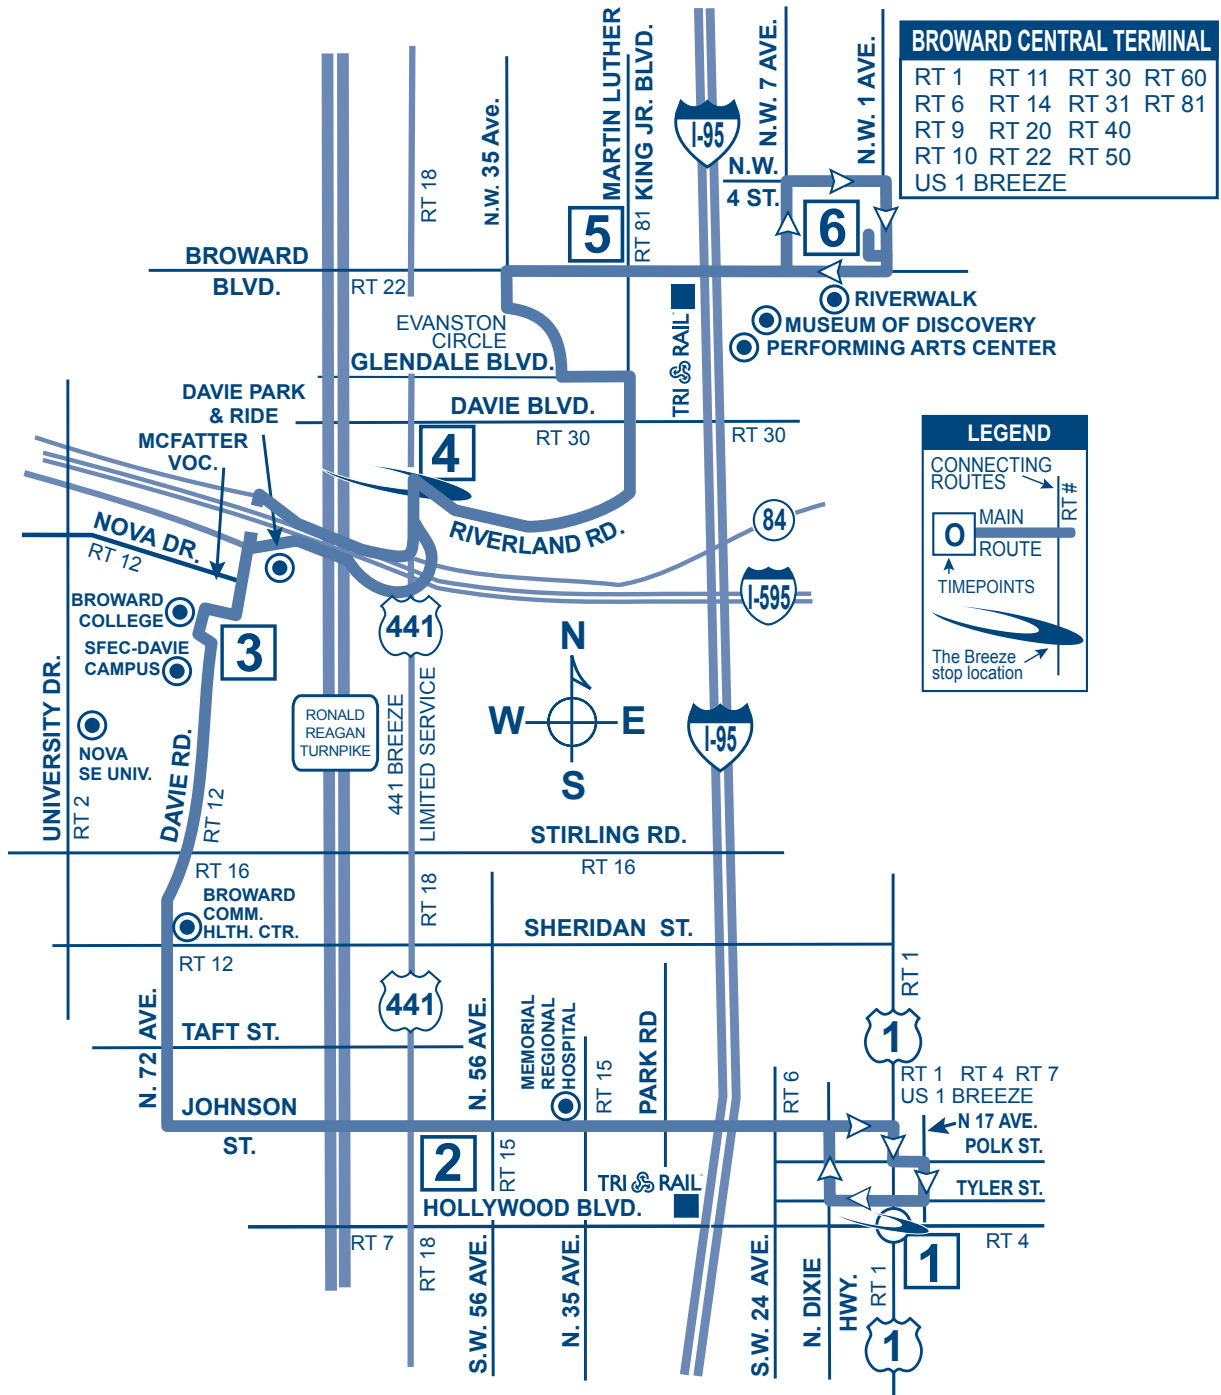 BROWARD CENTRAL TERMINAL
RT 1 RT 11 RT 30 RT 60
RT 6 RT 14 RT 31 RT 81
RT 9 RT 20 RT 40
RT 10 RT 22 RT 50
US 1 BREEZE
RT 18
N.W. 35 Ave.
MARTIN LUTHER
KING JR. BLVD.
RT 81
I-95
N.W. 7 AVE.
N.W. 1 AVE.
N.W.
4 ST.
5
6
BROWARD
BLVD.
RT 22
RIVERWALK
MUSEUM OF DISCOVERY
PERFORMING ARTS CENTER
TRI RAIL
EVANSTON
CIRCLE
GLENDALE BLVD.
DAVIE PARK
& RIDE
DAVIE BLVD.
RT 30
RT 30
MCFATTER
VOC.
4
LEGEND
CONNECTING
ROUTES
RT #
O
MAIN
ROUTE
TIMEPOINTS
The Breeze
stop location
NOVA DR.
RT 12
RIVERLAND RD.
84
I-595
BROWARD
COLLEGE
441
3
SFEC-DAVIE
CAMPUS
N
W
E
S
UNIVERSITY DR.
RT 2
NOVA
SE UNIV.
RONALD
REAGAN
TURNPIKE
441 BREEZE
LIMITED SERVICE
I-95
DAVIE RD.
RT 12
STIRLING RD.
RT 16
RT 16
BROWARD
COMM.
HLTH. CTR.
RT 18
SHERIDAN ST.
RT 12
RT 1
441
N. 72 AVE.
TAFT ST.
N. 56 AVE.
MEMORIAL
REGIONAL
HOSPITAL
RT 15
PARK RD
RT 6
1
RT 1 RT 4 RT 7
US 1 BREEZE
N 17 AVE.
POLK ST.
JOHNSON
ST.
2
RT 15
TRI RAIL
TYLER ST.
HOLLYWOOD BLVD.
RT 7
RT 18
S.W. 56 AVE.
N. 35 AVE.
S.W. 24 AVE.
N. DIXIE
HWY.
RT 1
1
RT 4
1